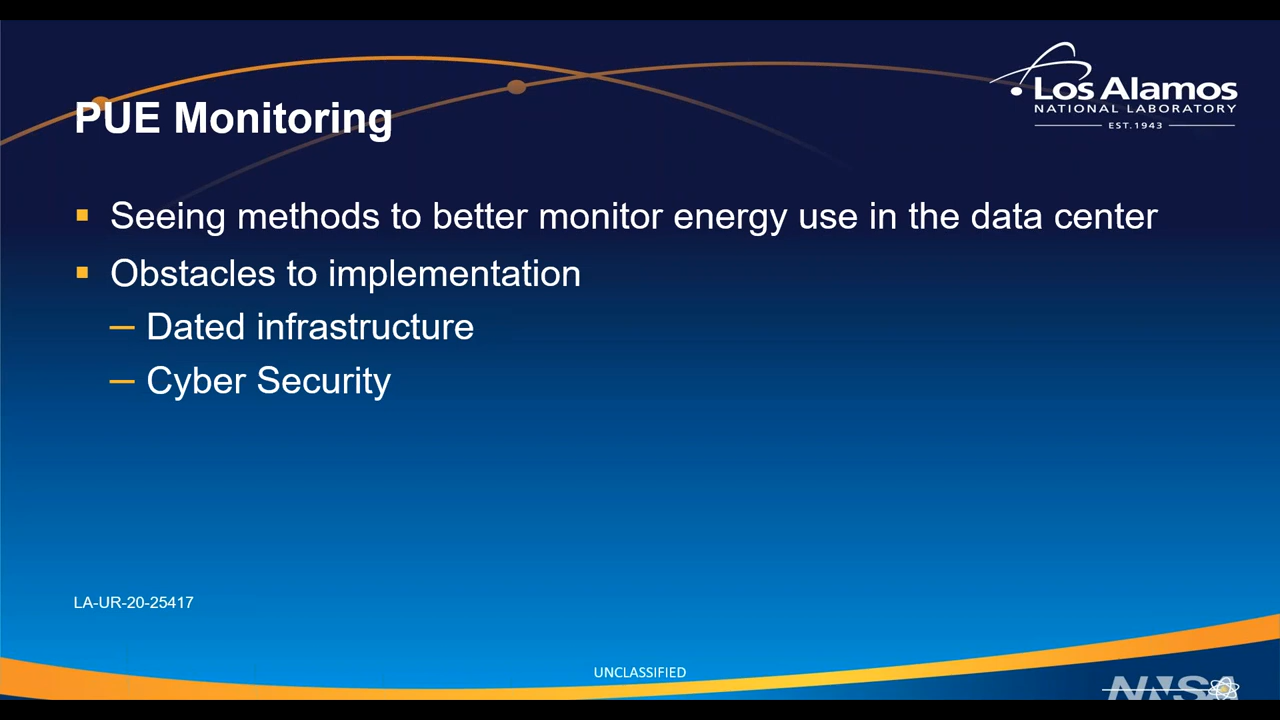 Los Alamos
NATIONAL LABORATORY
EST.1943
PUE Monitoring
Seeing methods to better monitor energy use in the data center
Obstacles to implementation
Dated infrastructure
Cyber Security
LA-UR-20-25417
UNCLASSIFIED
NNSA